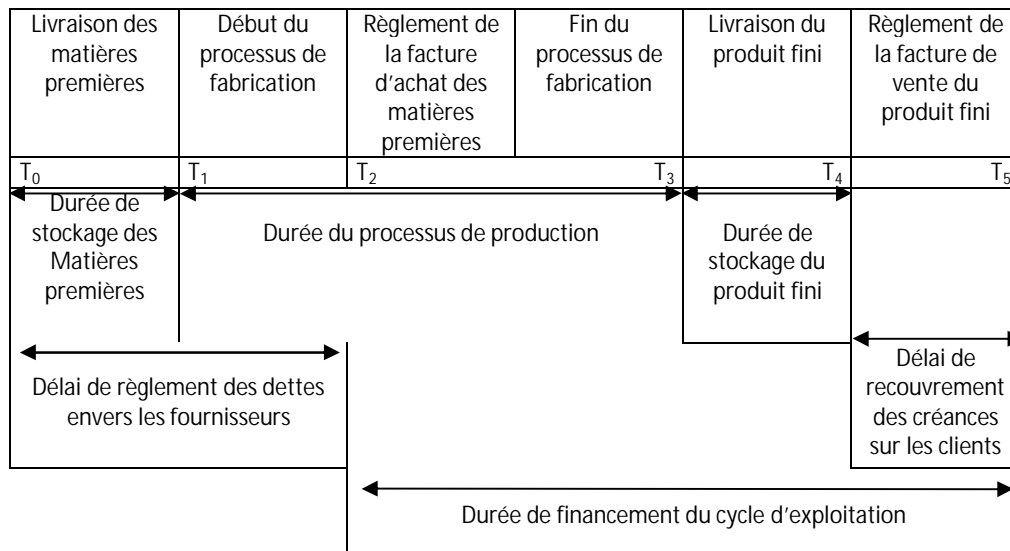 Livraison des
matières
premières
Début du
processus de
fabrication
Règlement de
la facture
d'achat des
matières
premières
Fin du
processus de
fabrication
Livraison du
produit fini
Règlement de
la facture de
vente du
produit fini
T0
T1
T2
T3
T4
T5
Durée de
stockage des
Matières
premières
Durée du processus de production
Durée de
stockage du
produit fini
Délai de règlement des dettes
envers les fournisseurs
Délai de
recouvrement
des créances
sur les clients
Durée de financement du cycle d'exploitation